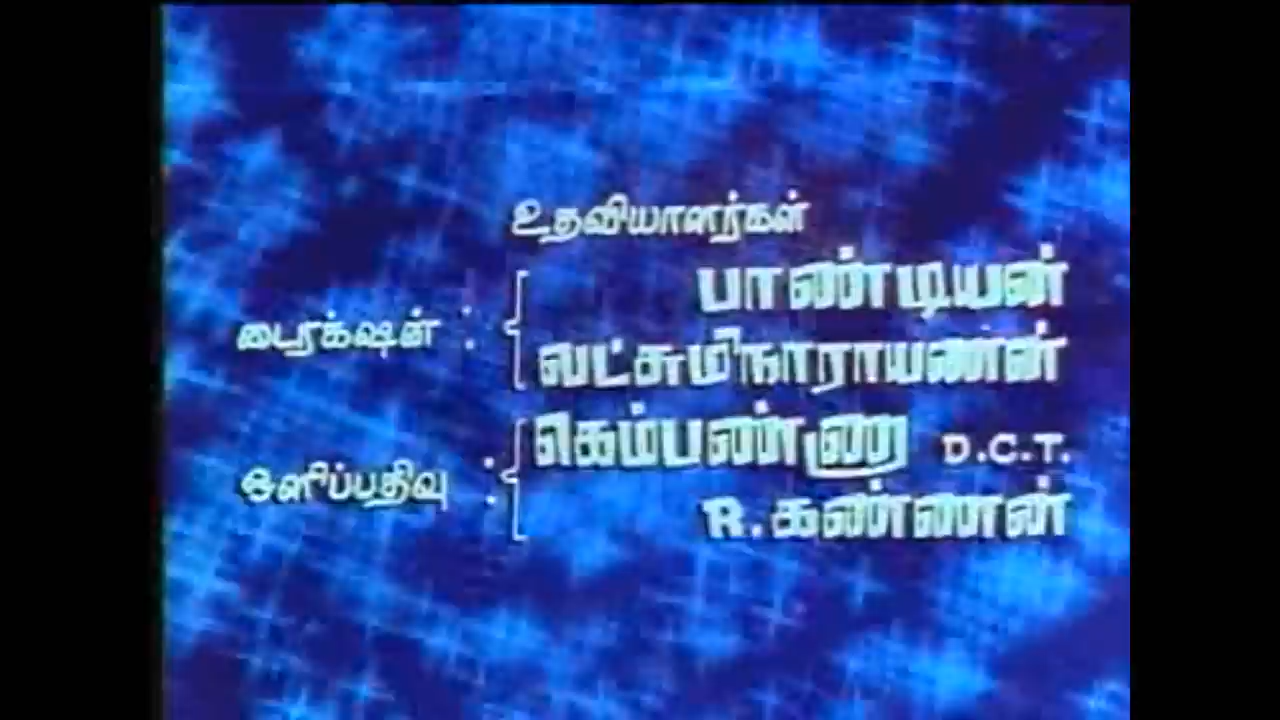 உதவியாளர்கள்
பாண்டியன்
டைரக்‌ஷன் :
லட்சுமிநாராயணன்
கெம்பண்ணா D.C.T.
ஒளிப்பதிவு :
R.கண்ணன்